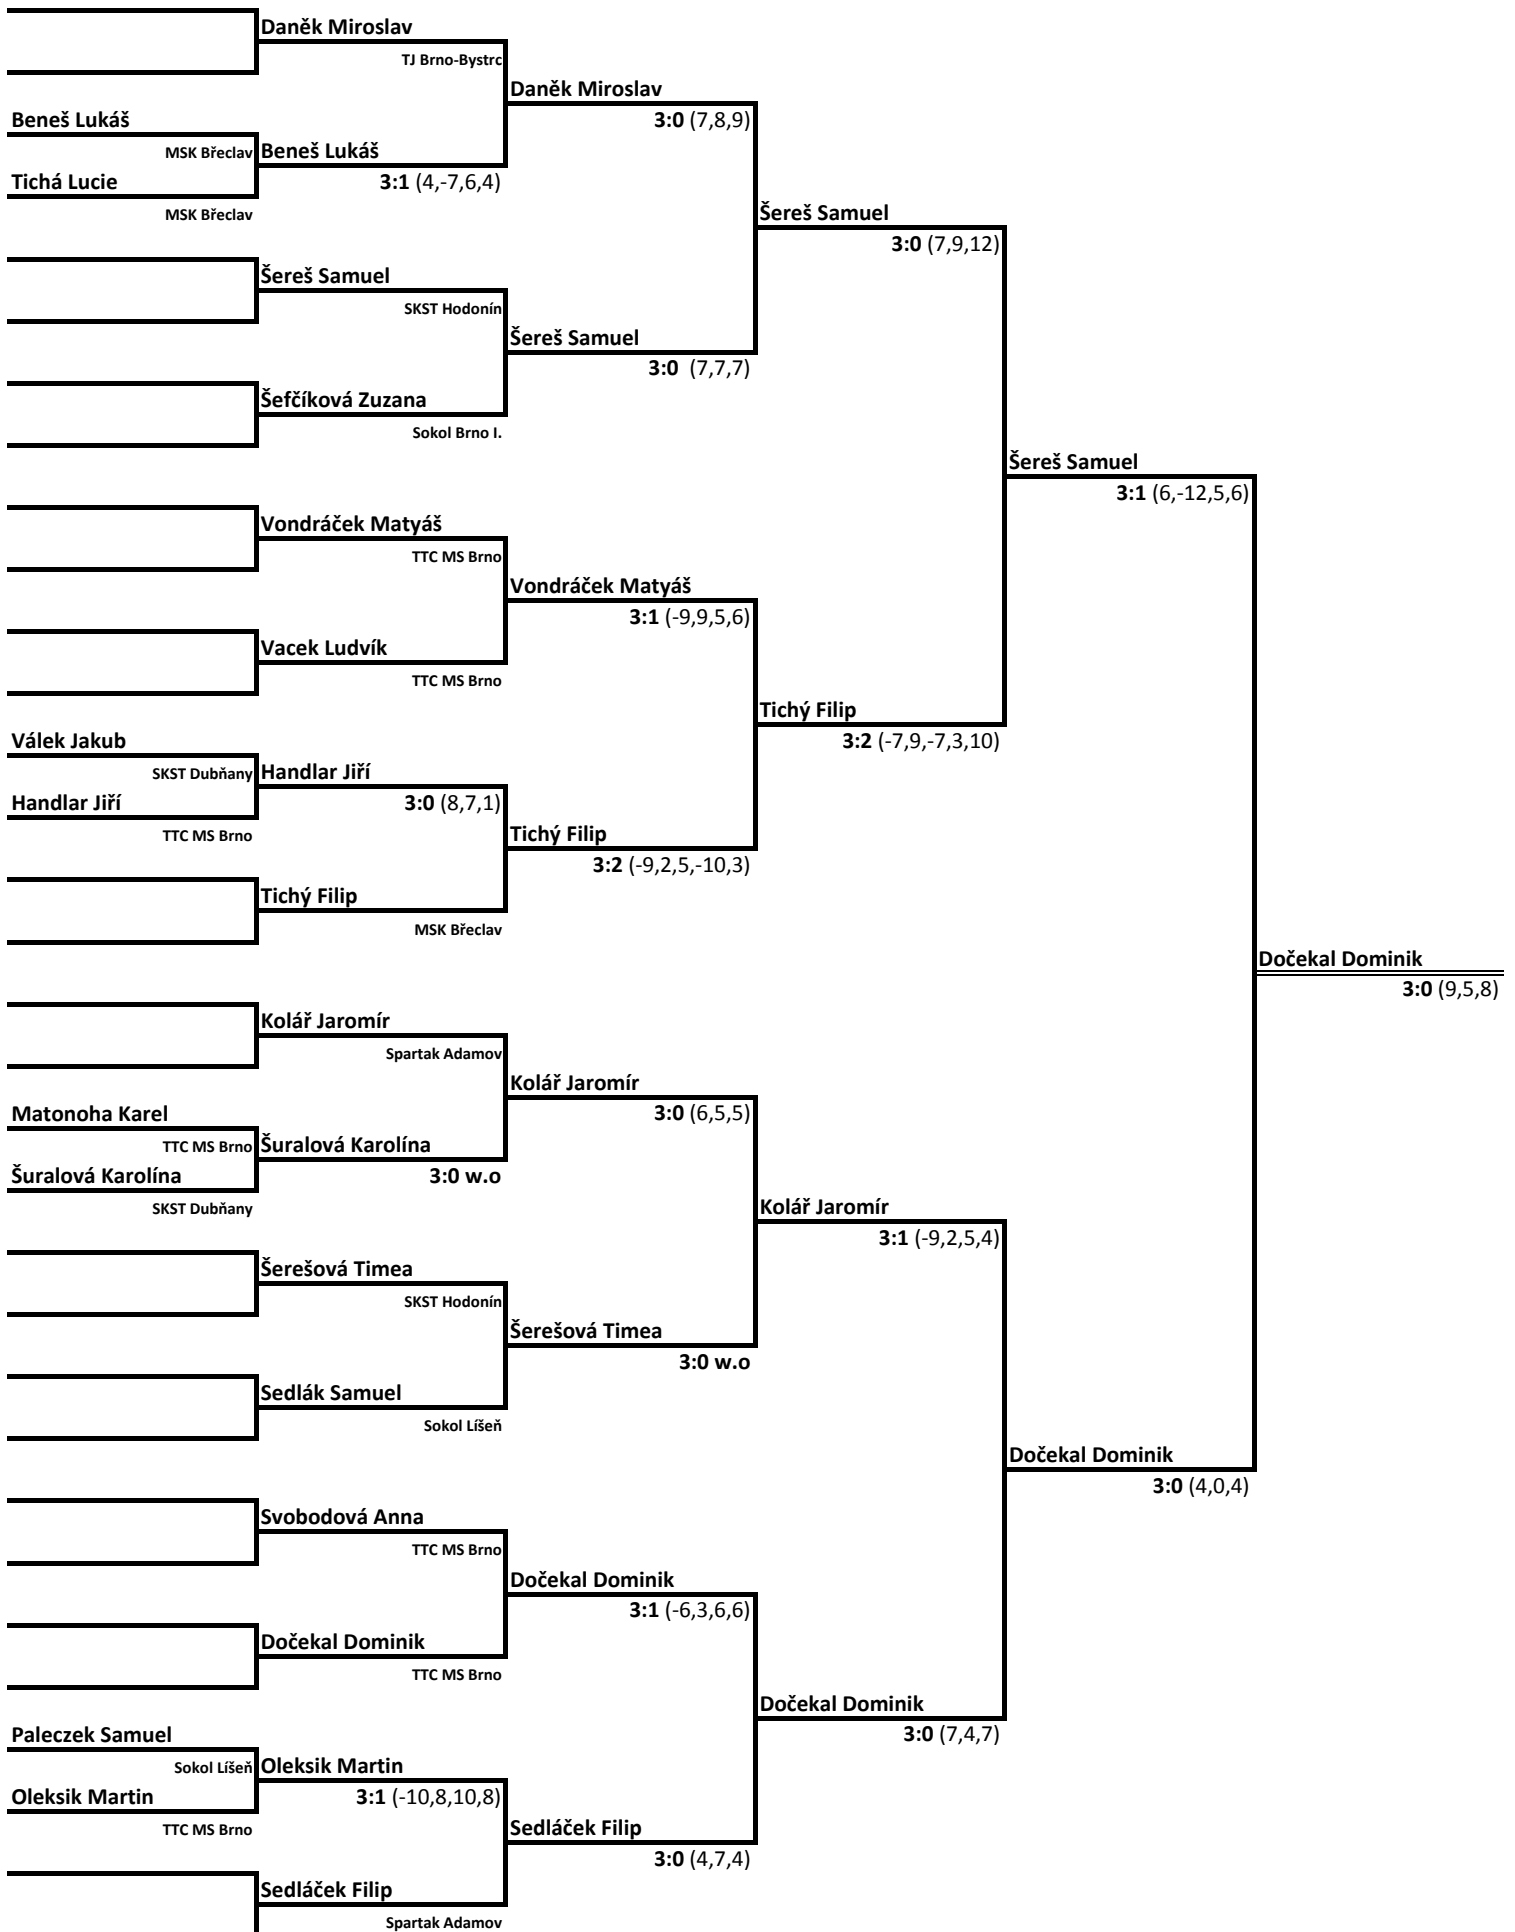 Daněk Miroslav
TJ Brno-Bystrc
Daněk Miroslav
Beneš Lukáš
3:0 (7,8,9)
MSK Břeclav
Beneš Lukáš
Tichá Lucie
3:1 (4,-7,6,4)
MSK Břeclav
Šereš Samuel
3:0 (7,9,12)
Šereš Samuel
SKST Hodonín
Šereš Samuel
3:0 (7,7,7)
Šefčíková Zuzana
Sokol Brno I.
Šereš Samuel
3:1 (6,-12,5,6)
Vondráček Matyáš
TTC MS Brno
Vondráček Matyáš
3:1 (-9,9,5,6)
Vacek Ludvík
TTC MS Brno
Tichý Filip
3:2 (-7,9,-7,3,10)
Válek Jakub
SKST Dubňany
Handlar Jiří
Handlar Jiří
3:0 (8,7,1)
TTC MS Brno
Tichý Filip
3:2 (-9,2,5,-10,3)
Tichý Filip
MSK Břeclav
Dočekal Dominik
3:0 (9,5,8)
Kolář Jaromír
Spartak Adamov
Kolář Jaromír
3:0 (6,5,5)
Matonoha Karel
TTC MS Brno
Šuralová Karolína
Šuralová Karolína
3:0 w.o
SKST Dubňany
Kolář Jaromír
3:1 (-9,2,5,4)
Šerešová Timea
SKST Hodonín
Šerešová Timea
3:0 w.o
Sedlák Samuel
Sokol Líšeň
Dočekal Dominik
3:0 (4,0,4)
Svobodová Anna
TTC MS Brno
Dočekal Dominik
3:1 (-6,3,6,6)
Dočekal Dominik
TTC MS Brno
Dočekal Dominik
3:0 (7,4,7)
Paleczek Samuel
Sokol Líšeň
Oleksik Martin
Oleksik Martin
3:1 (-10,8,10,8)
TTC MS Brno
Sedláček Filip
3:0 (4,7,4)
Sedláček Filip
Spartak Adamov